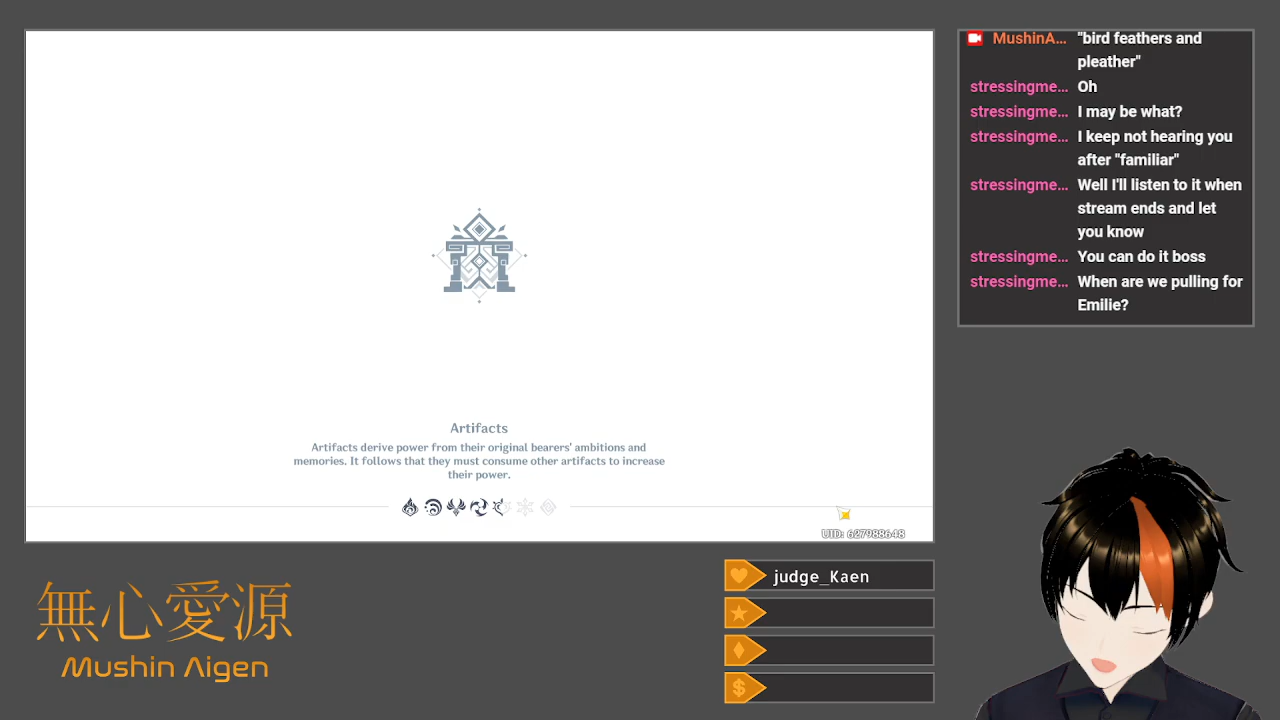 MushinA... "bird feathers and
pleather"
stressingme... Oh
stressingme... I may be what?
stressingme... I keep not hearing you
after "familiar"
stressingme... Well I'll listen to it when
stream ends and let
you know
stressingme... You can do it boss
stressingme... When are we pulling for
Emilie?
Artifacts
Artifacts derive power from their original bearers' ambitions and
memories. It follows that they must consume other artifacts to increase
their power.
UID: 627988648
無心愛源
Mushin Aigen
judge_Kaen